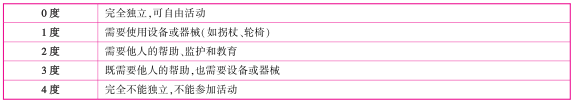 0 度 完全独立,可自由活动
1 度 需要使用设备或器械(如拐杖、轮椅)
2 度 需要他人的帮助、监护和教育
3 度 既需要他人的帮助,也需要设备或器械
4 度 完全不能独立,不能参加活动